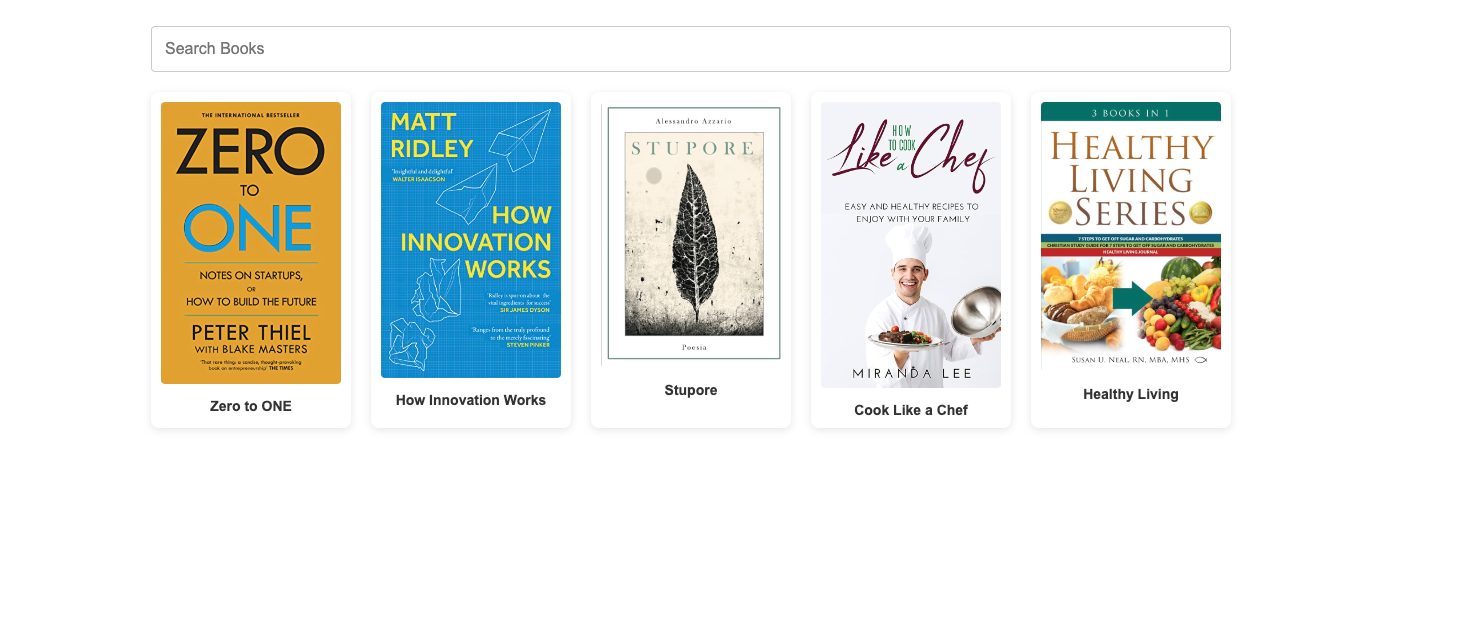 Search Books
THE INTERNATIONAL BESTSELLER
ZERO
TO
ONE
NOTES ON STARTUPS,
OR
HOW TO BUILD THE FUTURE
PETER THIEL
WITH BLAKE MASTERS
'This rare thing: a concise, thought-provoking
book on entrepreneurship' THE TIMES
Zero to ONE
MATT
RIDLEY
'Insightful and delightful'
WALTER ISAACSON
HOW
INNOVATION
WORKS
'Ridley is spot-on about the
vital ingredients for success'
SIR JAMES DYSON
'Ranges from the truly profound
to the merely fascinating'
STEVEN PINKER
How Innovation Works
Alessandro Azzario
STUPORE
Poesia
Stupore
HOW
TO COOK
Like a Chef
EASY AND HEALTHY RECIPES TO
ENJOY WITH YOUR FAMILY
MIRANDA LEE
Cook Like a Chef
3 BOOKS IN 1
HEALTHY
LIVING
SERIES
7 STEPS TO GET OFF SUGAR AND CARBOHYDRATES
CHRISTIAN STUDY GUIDE FOR 7 STEPS TO GET OFF SUGAR AND CARBOHYDRATES
HEALTHY LIVING JOURNAL
SUSAN U. NEAL, RN, MBA, MHS
Healthy Living